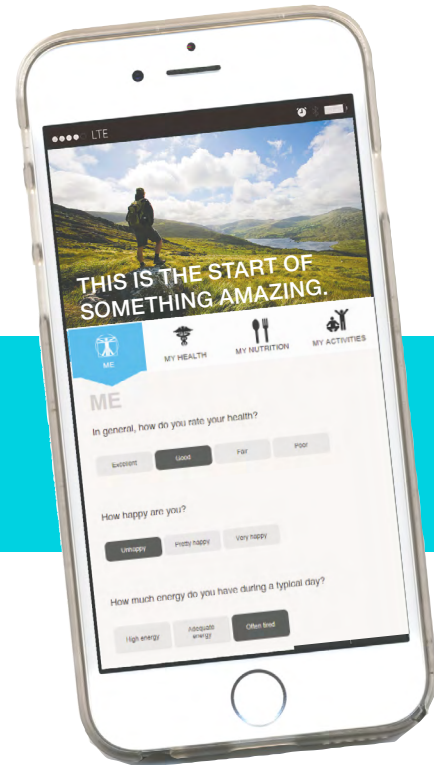 LTE
THIS IS THE START OF
SOMETHING AMAZING.
ME
MY HEALTH
MY NUTRITION
MY ACTIVITIES
ME
In general, how do you rate your health?
Excellent Good Fair Poor
How happy are you?
Unhappy Pretty happy Very happy
How much energy do you have during a typical day?
High energy Adequate energy Often tired